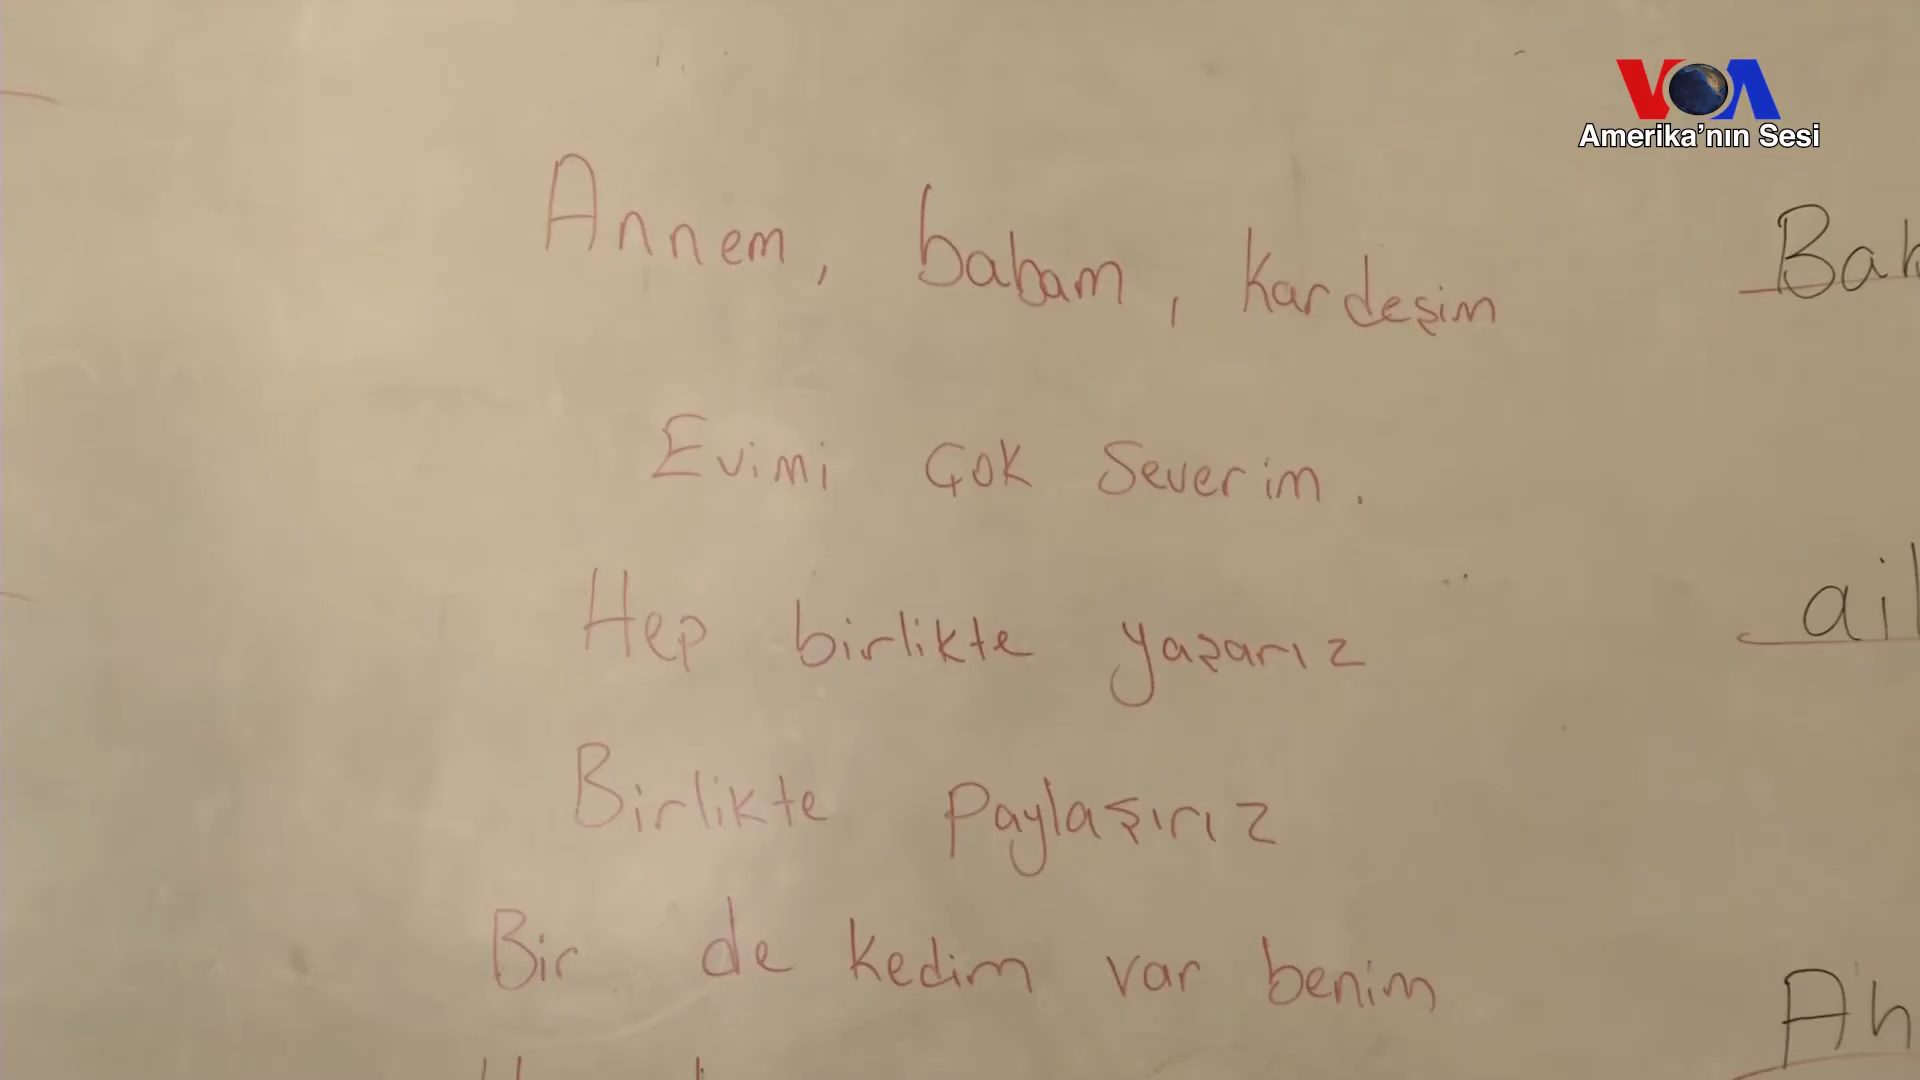 VOA
Amerika'nın Sesi
Annem, babam, kardeşim
Evimi çok severim.
Hep birlikte yaşarız
Birlikte paylaşırız
Bir de kedim var benim